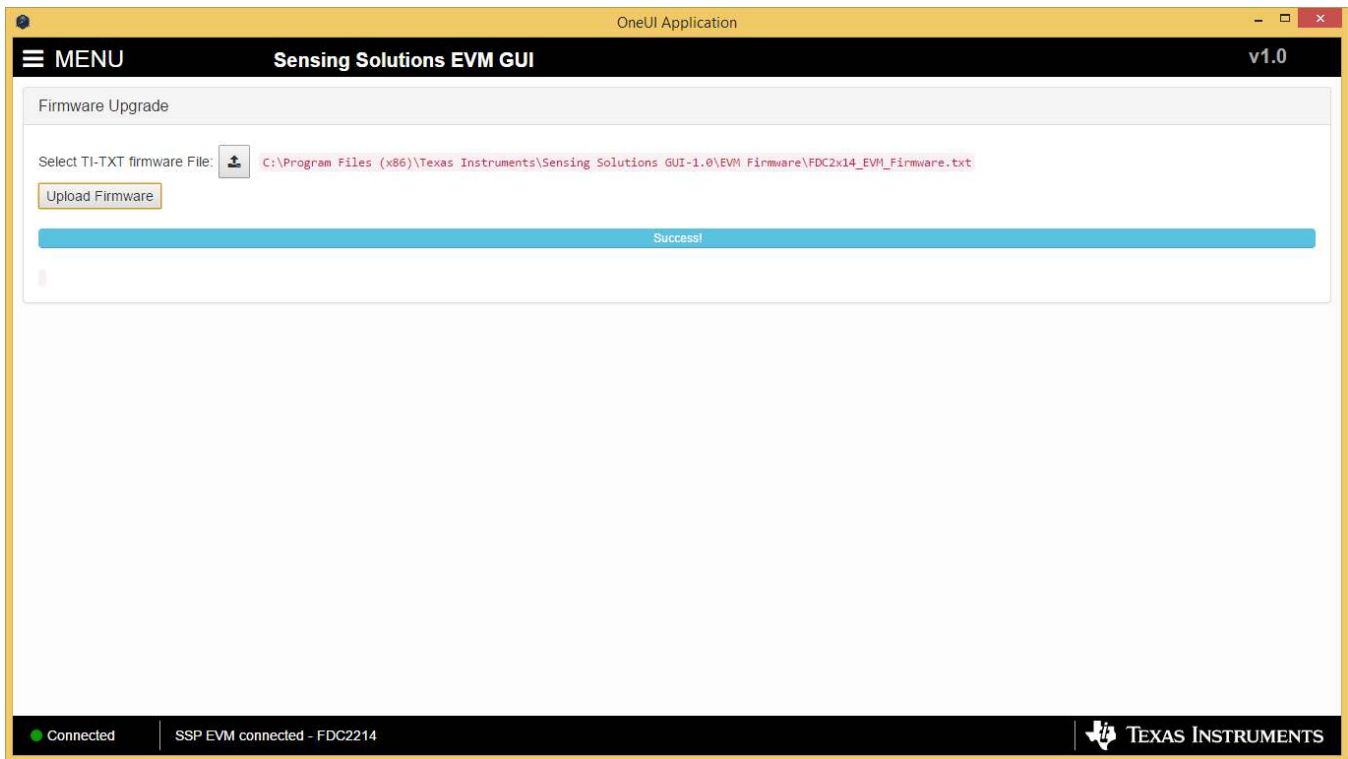 OneUI Application
MENU
Sensing Solutions EVM GUI
v1.0
Firmware Upgrade
Select TI-TXT firmware File: C:\Program Files (x86)\Texas Instruments\Sensing Solutions GUI-1.0\EVM Firmware\FDC2x14_EVM_Firmware.txt
Upload Firmware
Success!
Connected
SSP EVM connected - FDC2214
TEXAS INSTRUMENTS